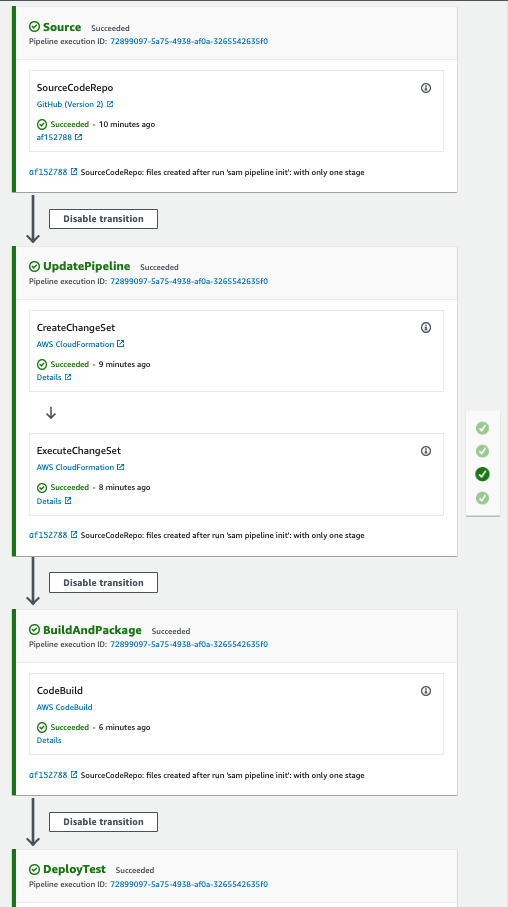 Source Succeeded
Pipeline execution ID: 72899097-5a75-4938-af0a-3265542635f0
SourceCodeRepo
GitHub (Version 2)
Succeeded - 10 minutes ago
af152788
af152788 SourceCodeRepo: files created after run 'sam pipeline init': with only one stage
Disable transition
UpdatePipeline Succeeded
Pipeline execution ID: 72899097-5a75-4938-af0a-3265542635f0
CreateChangeSet
AWS CloudFormation
Succeeded - 9 minutes ago
Details
ExecuteChangeSet
AWS CloudFormation
Succeeded - 8 minutes ago
Details
af152788 SourceCodeRepo: files created after run 'sam pipeline init': with only one stage
Disable transition
BuildAndPackage Succeeded
Pipeline execution ID: 72899097-5a75-4938-af0a-3265542635f0
CodeBuild
AWS CodeBuild
Succeeded - 6 minutes ago
Details
af152788 SourceCodeRepo: files created after run 'sam pipeline init': with only one stage
Disable transition
DeployTest Succeeded
Pipeline execution ID: 72899097-5a75-4938-af0a-3265542635f0